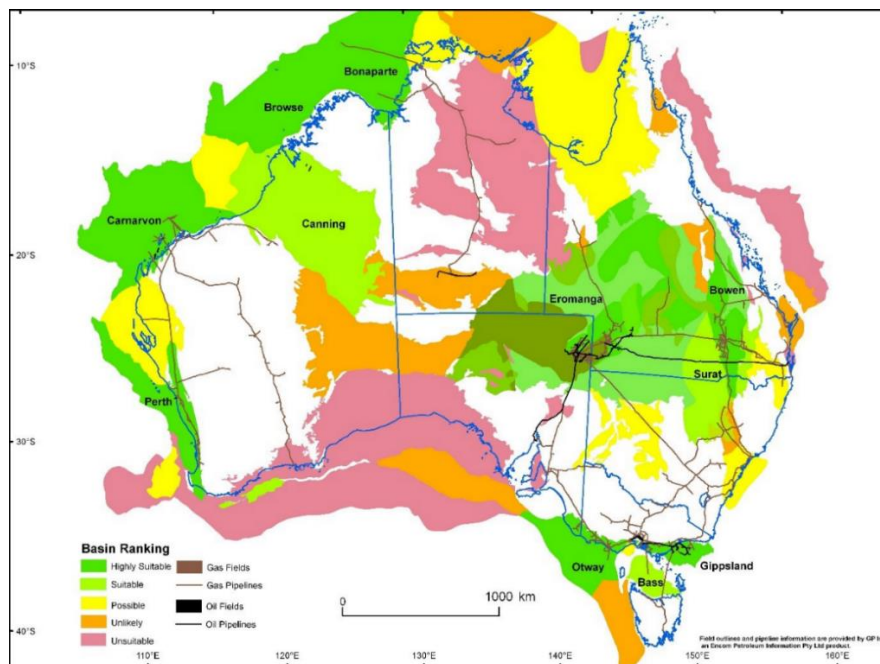 10°S
Bonaparte
Browse
Carnarvon
Canning
20°S
Eromanga
Bowen
Surat
Perth
30°S
Otway
Bass
Gippsland
Basin Ranking
Highly Suitable
Suitable
Possible
Unlikely
Unsuitable
Gas Fields
Gas Pipelines
Oil Fields
Oil Pipelines
0 1000 km
Field outlines and pipeline information are provided by GP
an Encom Petroleum Information Pty Ltd product.
40°S
110°E 120°E 130°E 140°E 150°E 160°E